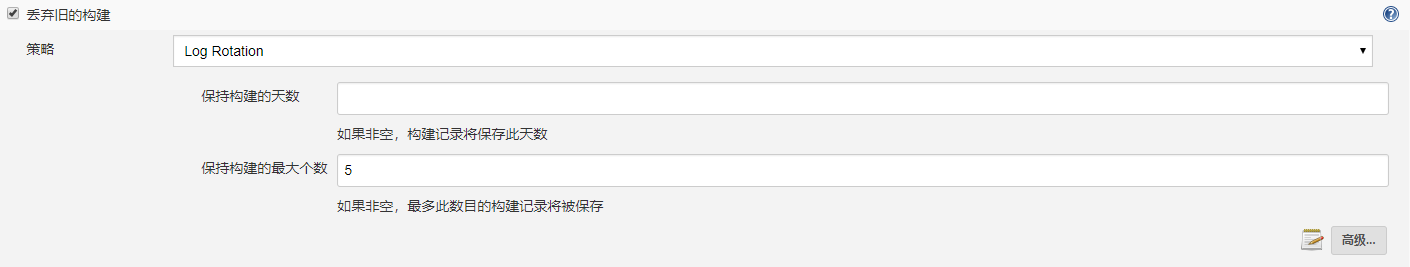 丢弃旧的构建
策略
Log Rotation
保持构建的天数
如果非空，构建记录将保存此天数
保持构建的最大个数
5
如果非空，最多此数目的构建记录将被保存
高级...